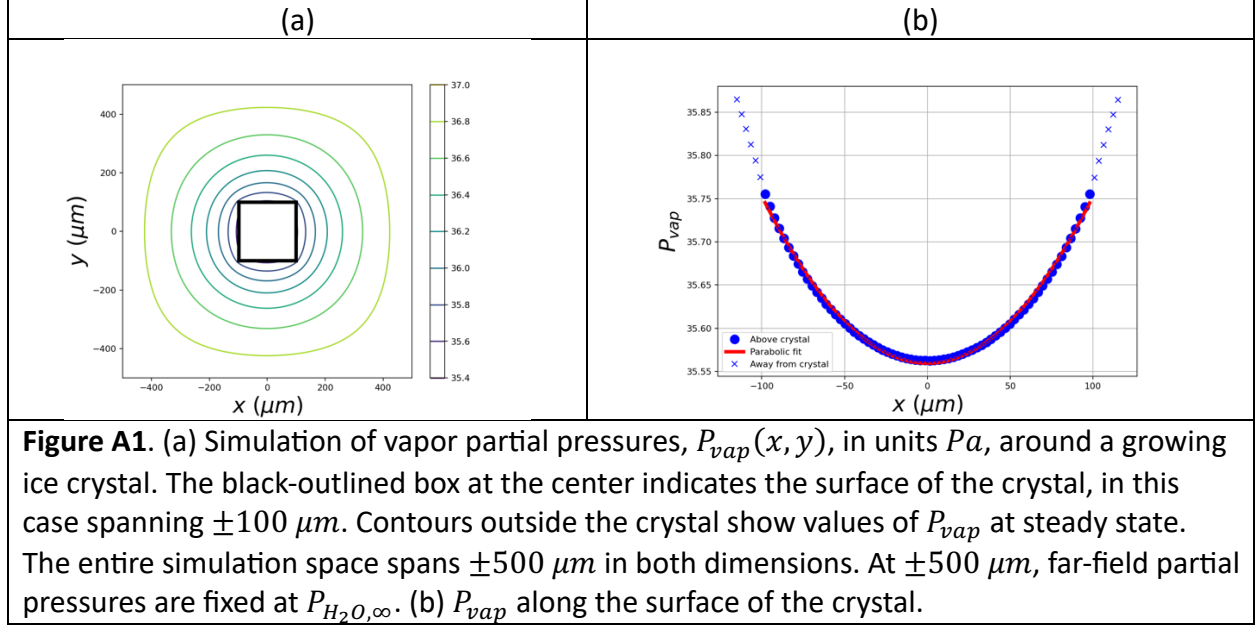 (a)
(b)
400
200
0
−200
−400
y (μm)
−400
−200
0
200
400
x (μm)
37.0
36.8
36.6
36.4
36.2
36.0
35.8
35.6
35.4
35.85
35.80
35.75
35.70
35.65
35.60
35.55
P_vap
Above crystal
Parabolic fit
Away from crystal
−100
−50
0
50
100
x (μm)
Figure A1. (a) Simulation of vapor partial pressures, P_vap(x, y), in units Pa, around a growing
ice crystal. The black-outlined box at the center indicates the surface of the crystal, in this
case spanning ±100 μm. Contours outside the crystal show values of P_vap at steady state.
The entire simulation space spans ±500 μm in both dimensions. At ±500 μm, far-field partial
pressures are fixed at P_H₂O,∞. (b) P_vap along the surface of the crystal.